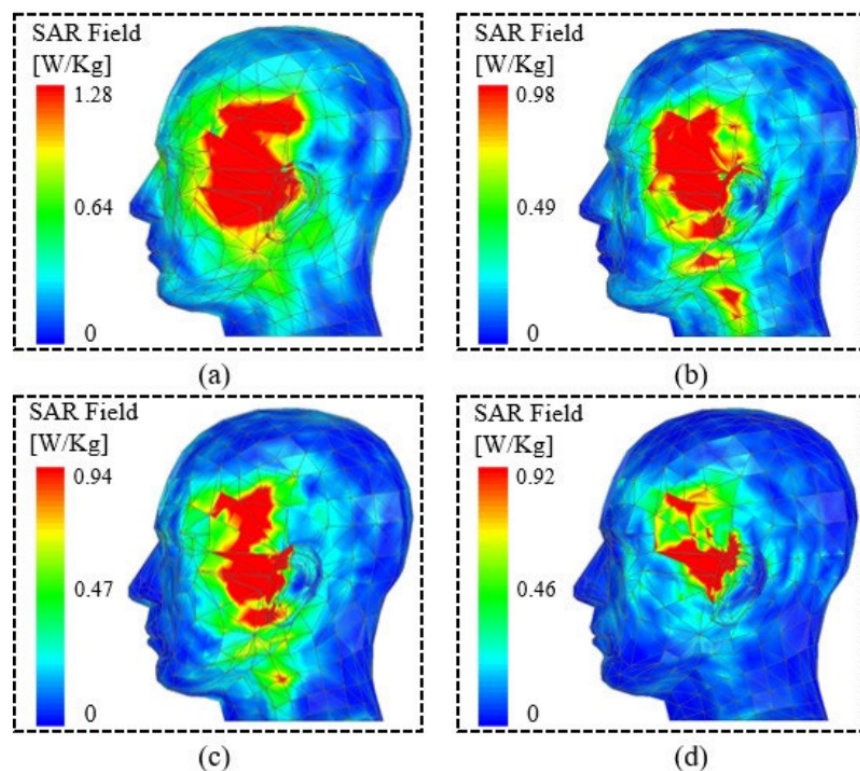 SAR Field
[W/Kg]
1.28
0.64
0
(a)
SAR Field
[W/Kg]
0.98
0.49
0
(b)
SAR Field
[W/Kg]
0.94
0.47
0
(c)
SAR Field
[W/Kg]
0.92
0.46
0
(d)